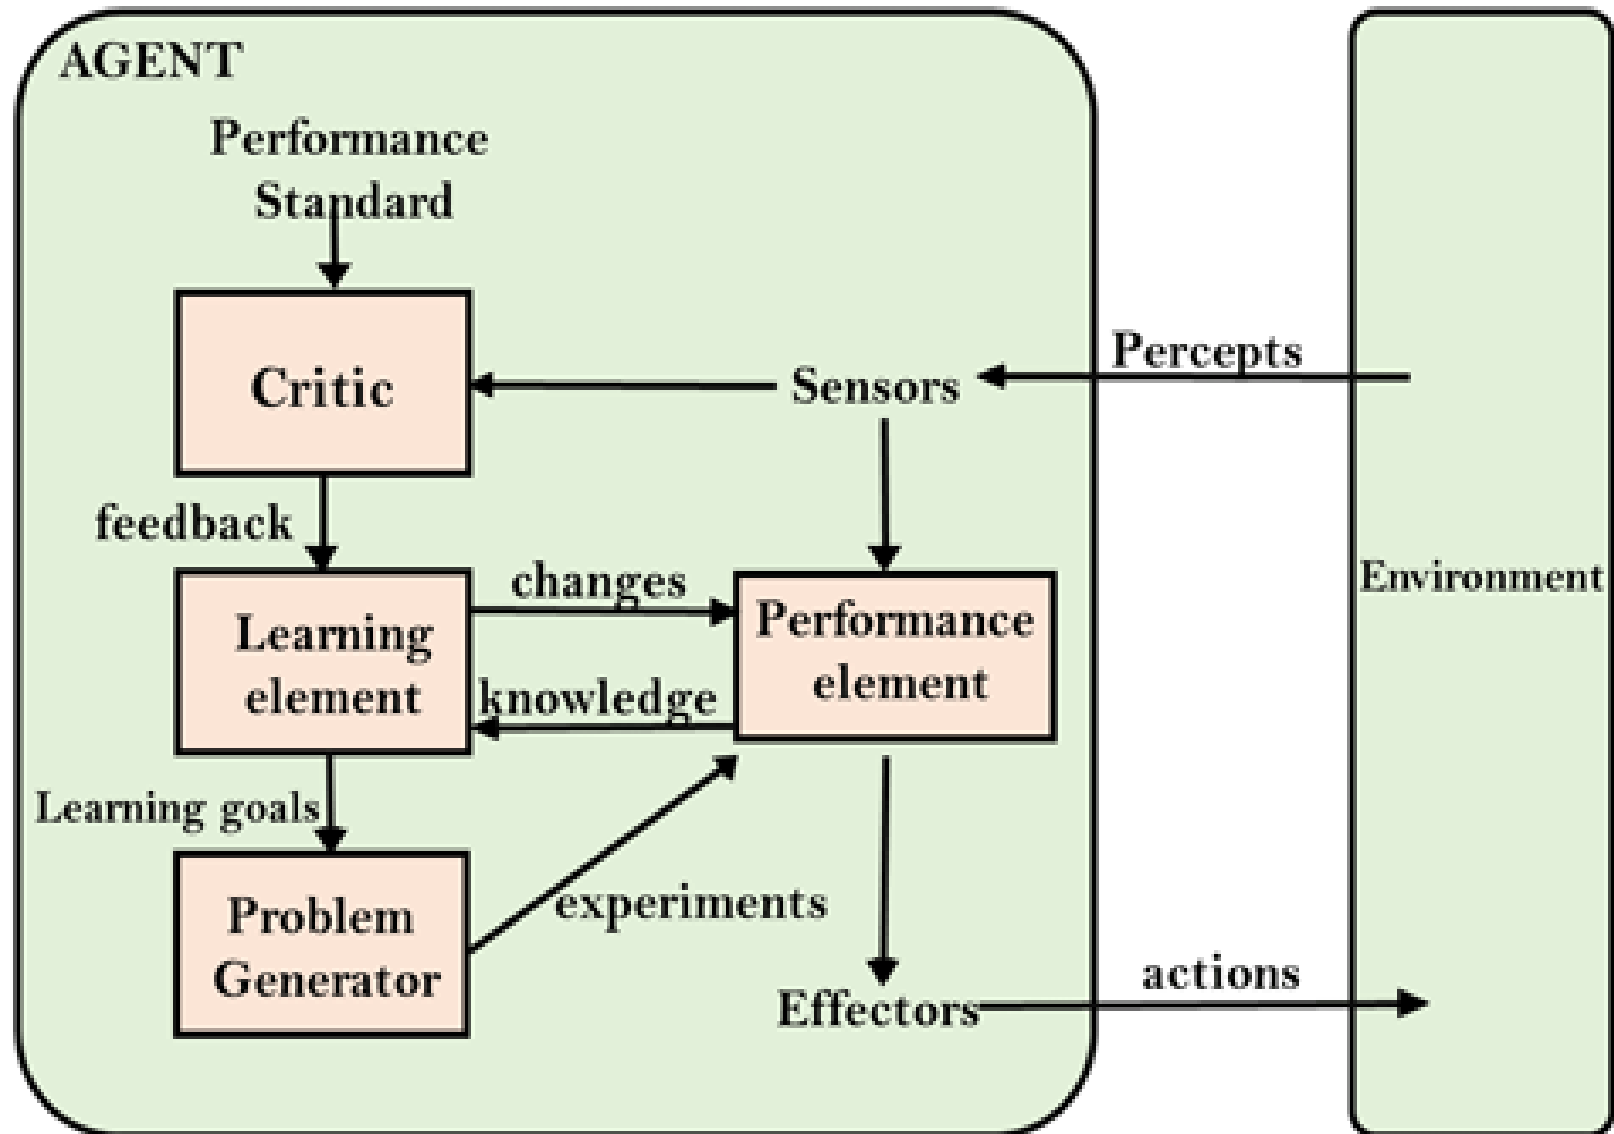 AGENT
Performance
Standard
Critic
Sensors
Percepts
feedback
changes
Learning
element
Performance
element
Environment
knowledge
Learning goals
Problem
Generator
experiments
Effectors
actions